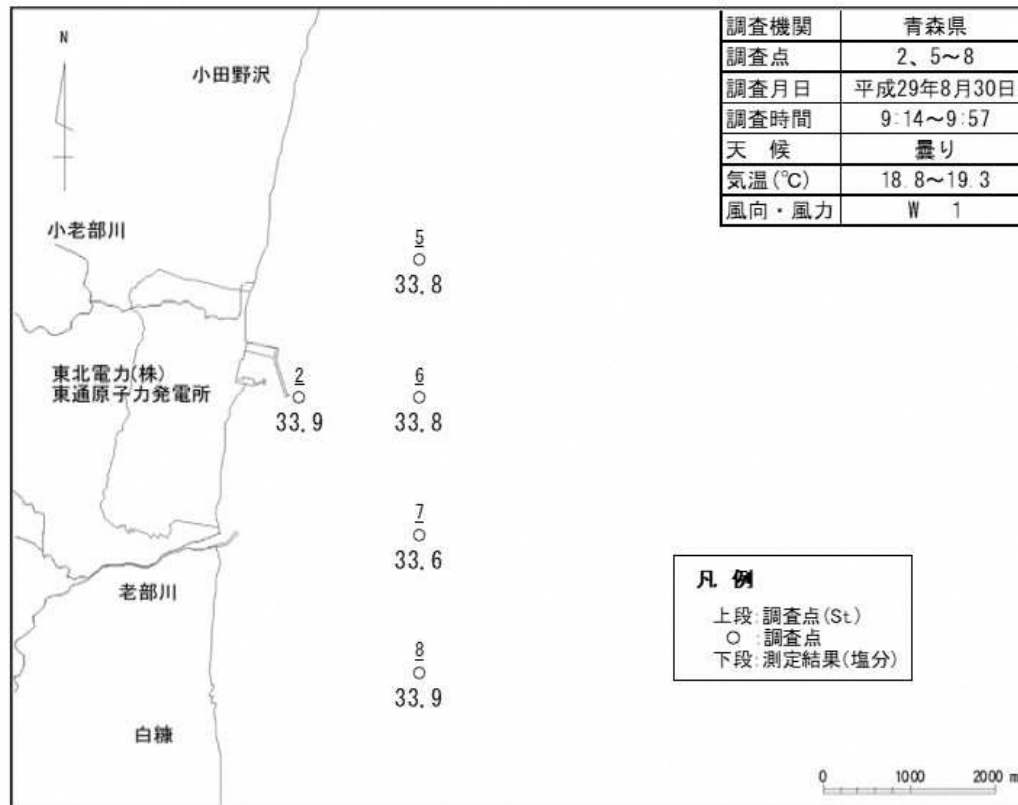 調査機関 青森県
調査点 2、5～8
調査月日 平成29年8月30日
調査時間 9:14～9:57
天 候 曇り
気温(℃) 18.8～19.3
風向・風力 W 1
N
小田野沢
小老部川
5
33.8
東北電力(株)
東通原子力発電所
2
33.9
6
33.8
7
33.6
老部川
8
33.9
白糠
凡 例
上段:調査点(St.)
○ :調査点
下段:測定結果(塩分)
0 1000 2000 m